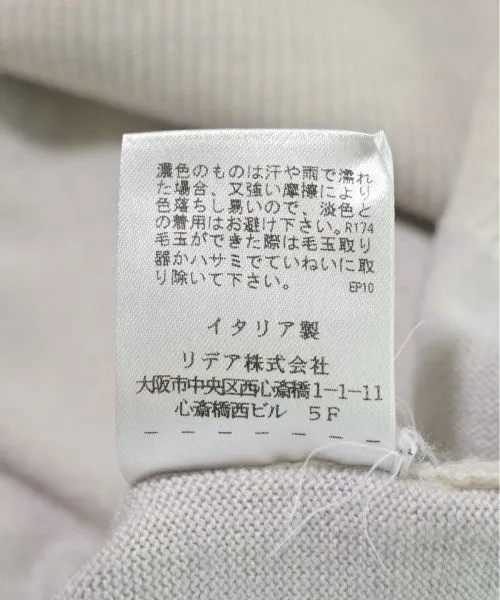 濃色のものは汗や雨で濡れ
た場合、又強い摩擦により
色落ちし易いので、淡色と
の着用はお避け下さい。R174
毛玉ができた際は毛玉取り
器かハサミでていねいに取
り除いて下さい。 EP10
イタリア製
リデア株式会社
大阪市中央区西心斎橋1-1-11
心斎橋西ビル 5F